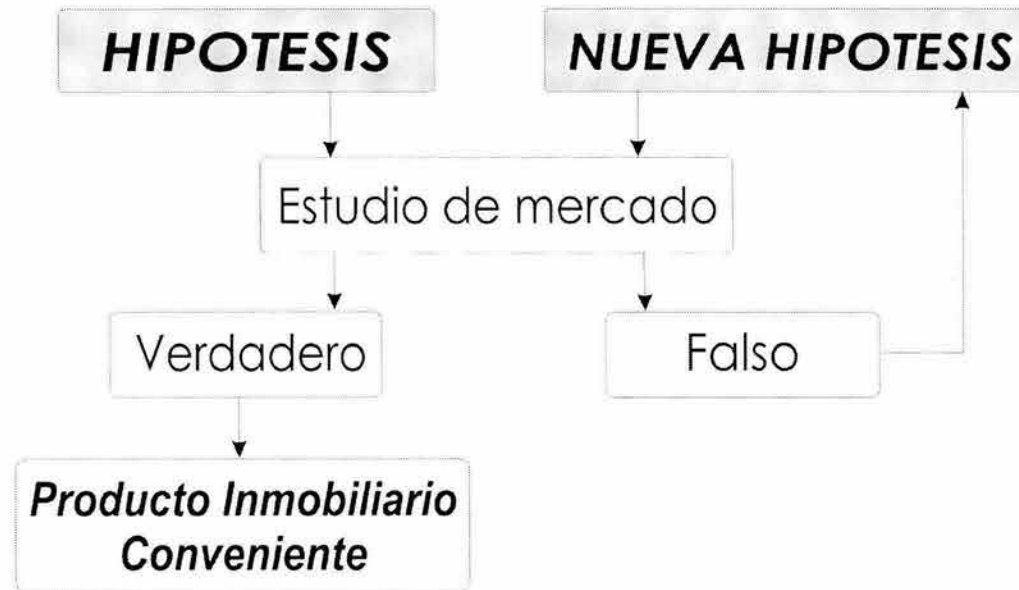 HIPOTESIS
NUEVA HIPOTESIS
Estudio de mercado
Verdadero
Falso
Producto Inmobiliario
Conveniente